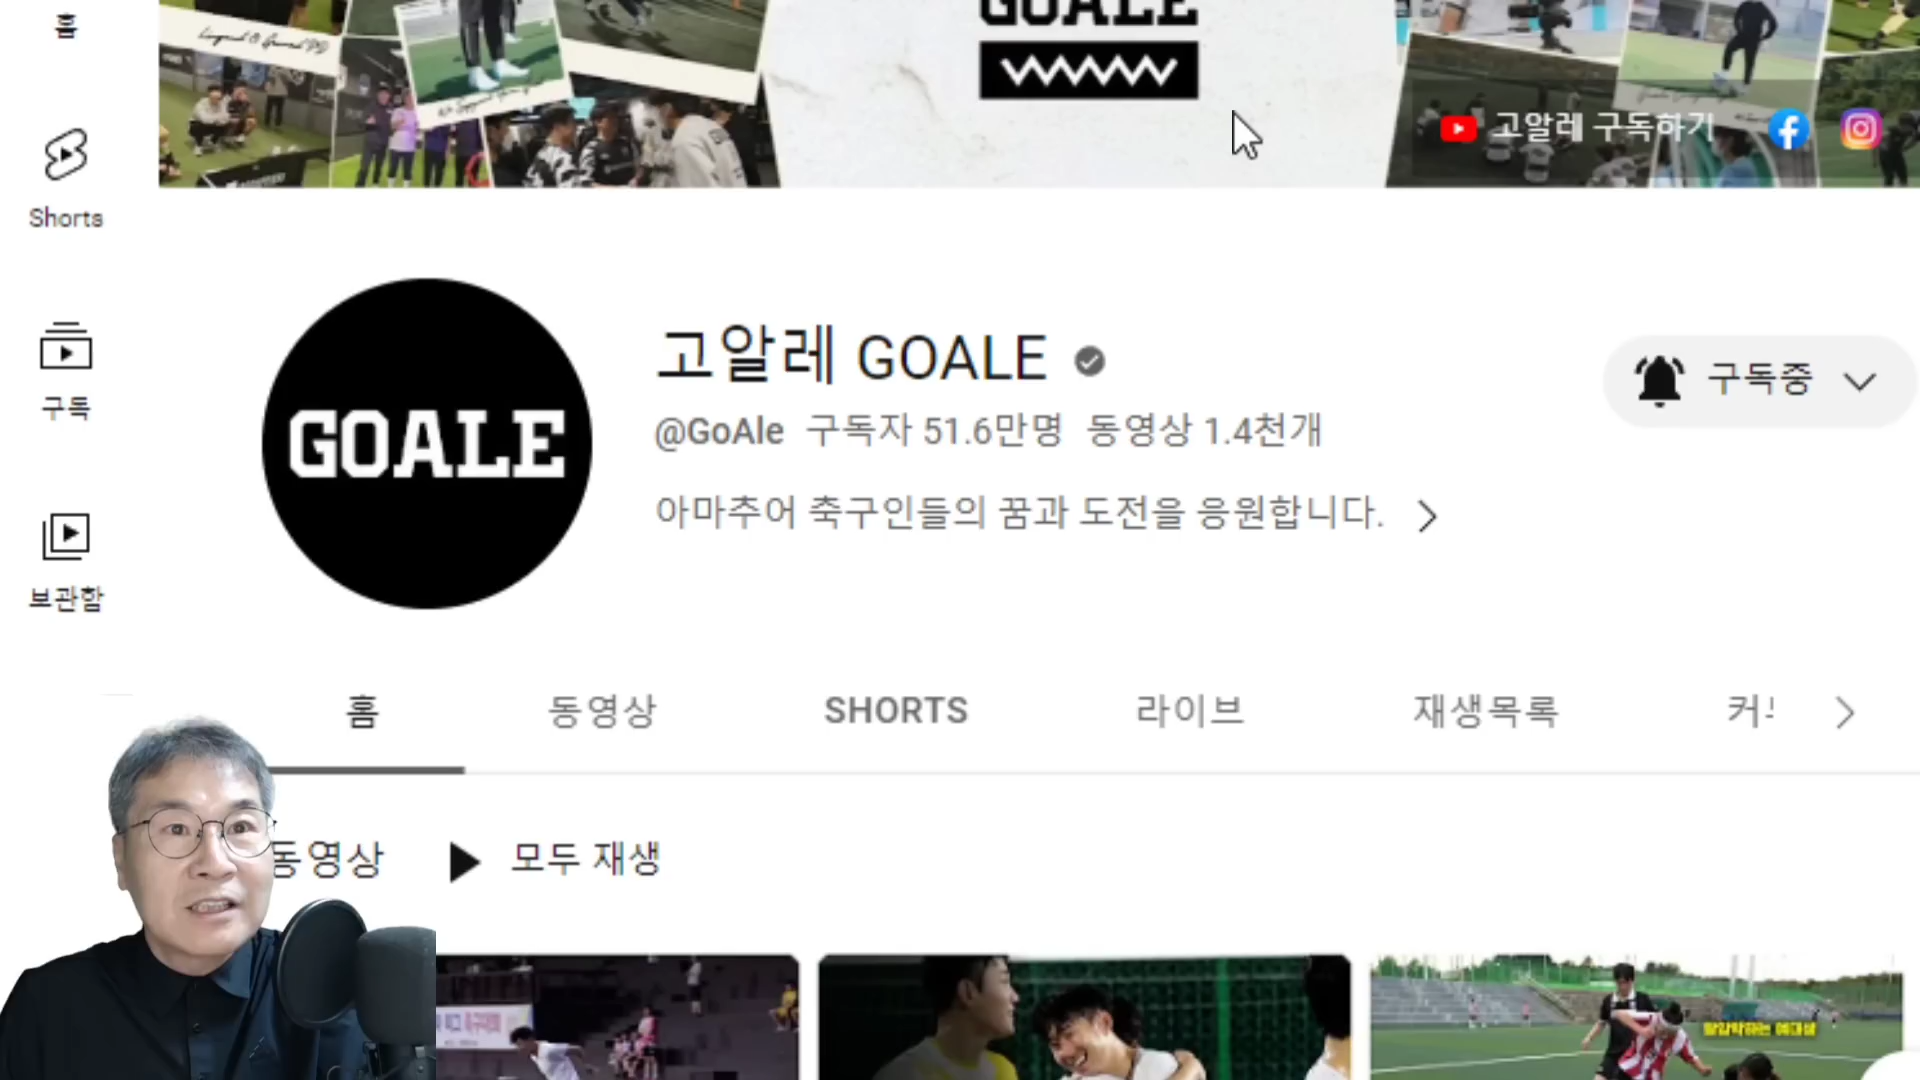 홈
GOALE
고알레 구독하기
Shorts
구독
보관함
GOALE
고알레 GOALE
@GoAle 구독자 51.6만명 동영상 1.4천개
아마추어 축구인들의 꿈과 도전을 응원합니다.
구독중
홈 동영상 SHORTS 라이브 재생목록
동영상 모두 재생